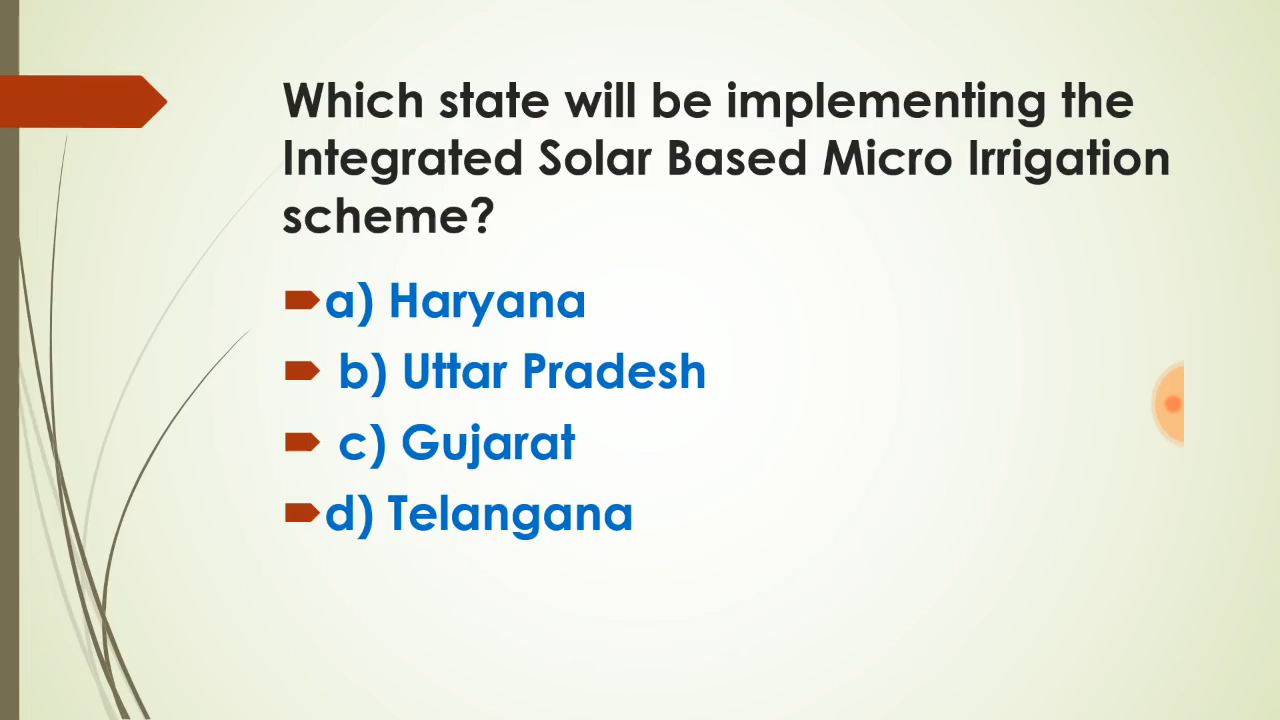 Which state will be implementing the
Integrated Solar Based Micro Irrigation
scheme?
a) Haryana
b) Uttar Pradesh
c) Gujarat
d) Telangana